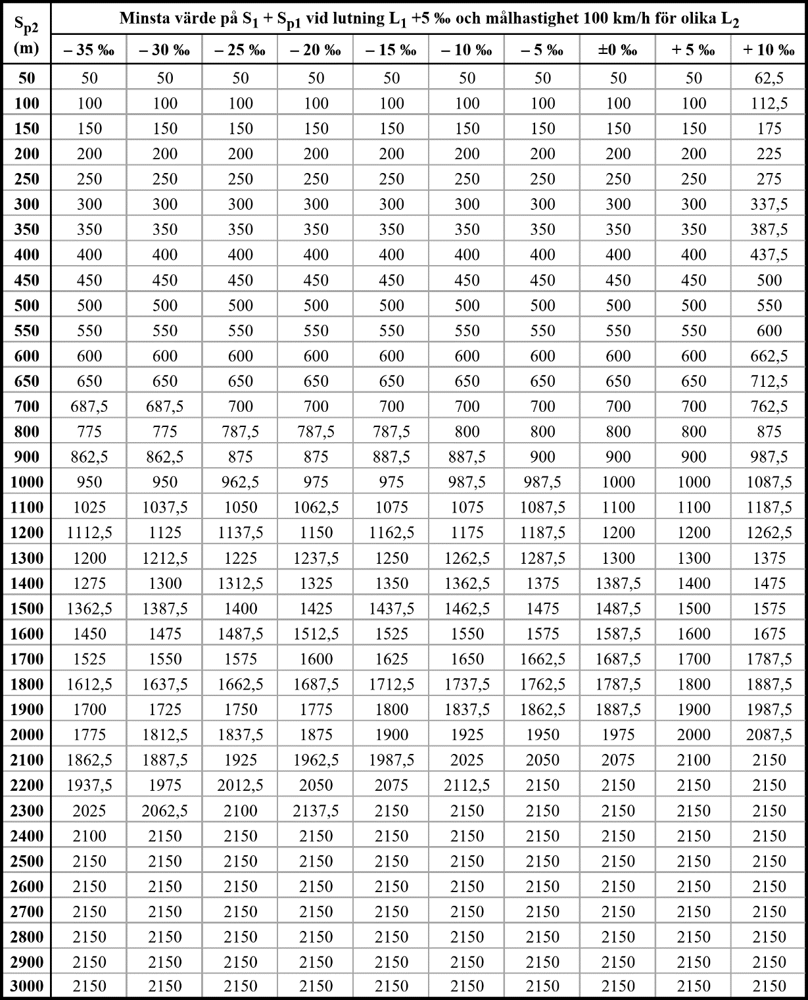 Sp2 (m) Minsta värde på S1 + Sp1 vid lutning L1 +5 ‰ och målhastighet 100 km/h för olika L2
– 35 ‰ – 30 ‰ – 25 ‰ – 20 ‰ – 15 ‰ – 10 ‰ – 5 ‰ ±0 ‰ + 5 ‰ + 10 ‰
50 50 50 50 50 50 50 50 50 50 62,5
100 100 100 100 100 100 100 100 100 100 112,5
150 150 150 150 150 150 150 150 150 150 175
200 200 200 200 200 200 200 200 200 200 225
250 250 250 250 250 250 250 250 250 250 275
300 300 300 300 300 300 300 300 300 300 337,5
350 350 350 350 350 350 350 350 350 350 387,5
400 400 400 400 400 400 400 400 400 400 437,5
450 450 450 450 450 450 450 450 450 450 500
500 500 500 500 500 500 500 500 500 500 550
550 550 550 550 550 550 550 550 550 550 600
600 600 600 600 600 600 600 600 600 600 662,5
650 650 650 650 650 650 650 650 650 650 712,5
700 687,5 687,5 700 700 700 700 700 700 700 762,5
800 775 775 787,5 787,5 787,5 800 800 800 800 875
900 862,5 862,5 875 875 887,5 887,5 900 900 900 987,5
1000 950 950 962,5 975 975 987,5 987,5 1000 1000 1087,5
1100 1025 1037,5 1050 1062,5 1075 1075 1087,5 1100 1100 1187,5
1200 1112,5 1125 1137,5 1150 1162,5 1175 1187,5 1200 1200 1262,5
1300 1200 1212,5 1225 1237,5 1250 1262,5 1287,5 1300 1300 1375
1400 1275 1300 1312,5 1325 1350 1362,5 1375 1387,5 1400 1475
1500 1362,5 1387,5 1400 1425 1437,5 1462,5 1475 1487,5 1500 1575
1600 1450 1475 1487,5 1512,5 1525 1550 1575 1587,5 1600 1675
1700 1525 1550 1575 1600 1625 1650 1662,5 1687,5 1700 1787,5
1800 1612,5 1637,5 1662,5 1687,5 1712,5 1737,5 1762,5 1787,5 1800 1887,5
1900 1700 1725 1750 1775 1800 1837,5 1862,5 1887,5 1900 1987,5
2000 1775 1812,5 1837,5 1875 1900 1925 1950 1975 2000 2087,5
2100 1862,5 1887,5 1925 1962,5 1987,5 2025 2050 2075 2100 2150
2200 1937,5 1975 2012,5 2050 2075 2112,5 2150 2150 2150 2150
2300 2025 2062,5 2100 2137,5 2150 2150 2150 2150 2150 2150
2400 2100 2150 2150 2150 2150 2150 2150 2150 2150 2150
2500 2150 2150 2150 2150 2150 2150 2150 2150 2150 2150
2600 2150 2150 2150 2150 2150 2150 2150 2150 2150 2150
2700 2150 2150 2150 2150 2150 2150 2150 2150 2150 2150
2800 2150 2150 2150 2150 2150 2150 2150 2150 2150 2150
2900 2150 2150 2150 2150 2150 2150 2150 2150 2150 2150
3000 2150 2150 2150 2150 2150 2150 2150 2150 2150 2150